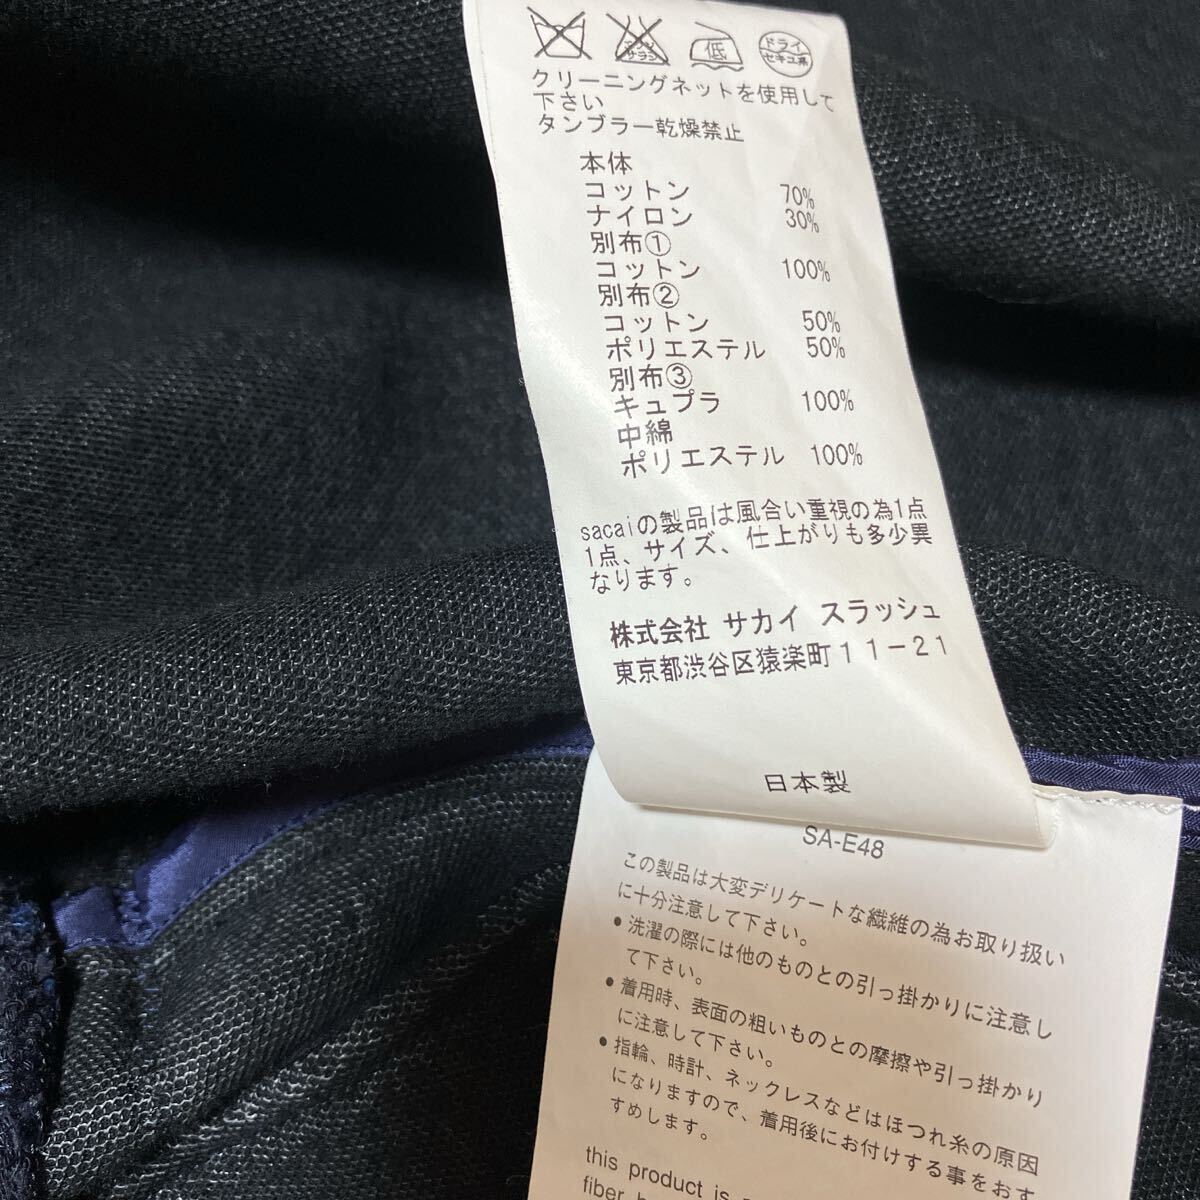 エンソ
サラシ
低
ドライ
セキユ系
クリーニングネットを使用して
下さい
タンブラー乾燥禁止
本体
コットン 70%
ナイロン 30%
別布①
コットン 100%
別布②
コットン 50%
ポリエステル 50%
別布③
キュプラ 100%
中綿
ポリエステル 100%
sacaiの製品は風合い重視の為1点
1点、サイズ、仕上がりも多少異
なります。
株式会社 サカイ スラッシュ
東京都渋谷区猿楽町11-21
日本製
SA-E48
この製品は大変デリケートな繊維の為お取り扱い
に十分注意して下さい。
• 洗濯の際には他のものとの引っ掛かりに注意し
て下さい。
• 着用時、表面の粗いものとの摩擦や引っ掛かり
に注意して下さい。
• 指輪、時計、ネックレスなどはほつれ糸の原因
になりますので、着用後にお付けする事をおす
すめします。
this product is
fiber